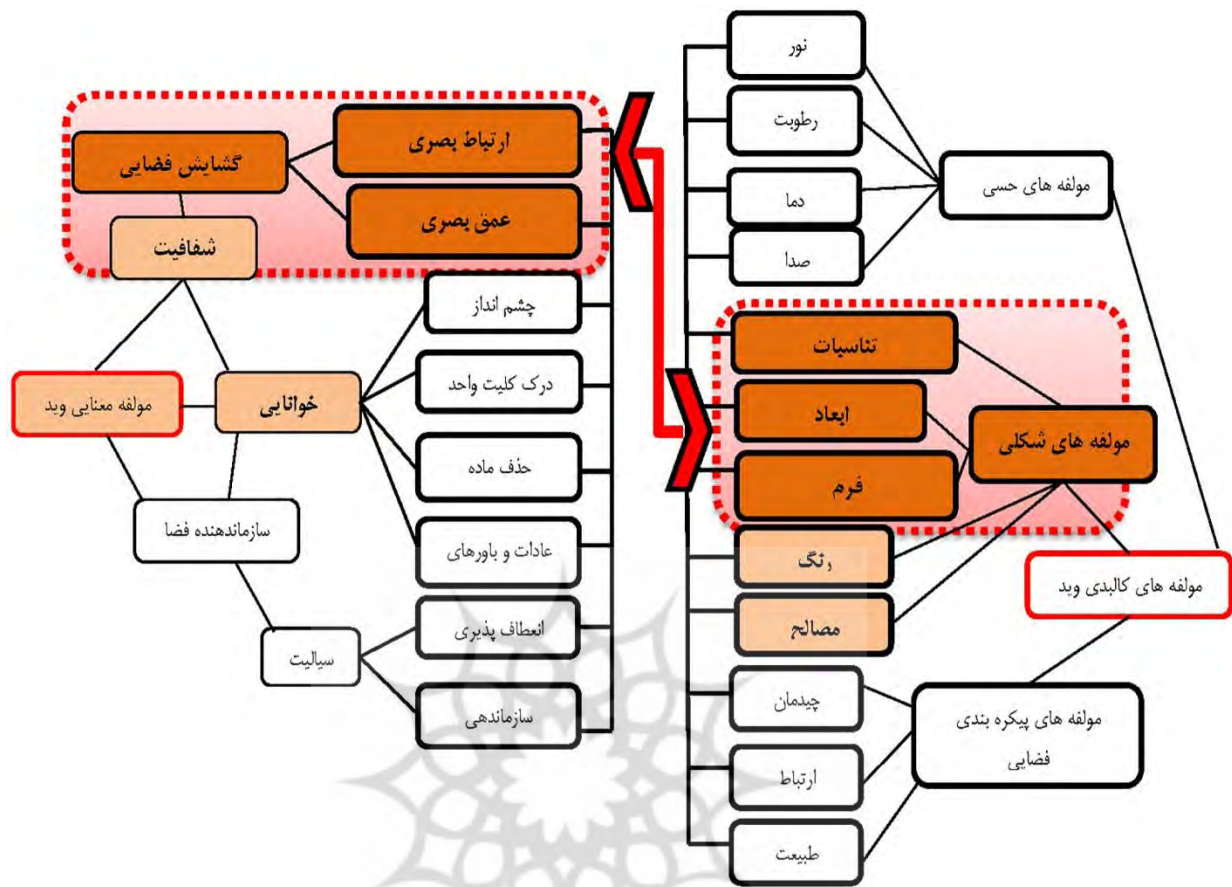 نور
رطوبت
دما
صدا
مولفه های حسی
تناسبات
ابعاد
فرم
مولفه های شکلی
رنگ
مصالح
مولفه های کالبدی وید
چیدمان
ارتباط
طبیعت
مولفه های پیکره بندی
فضایی
ارتباط بصری
عمق بصری
گشایش فضایی
شفافیت
چشم انداز
درک کلیت واحد
حذف ماده
عادات و باورهای
خوانایی
مولفه معنایی وید
سازماندهنده فضا
انعطاف پذیری
سازماندهی
سیالیت